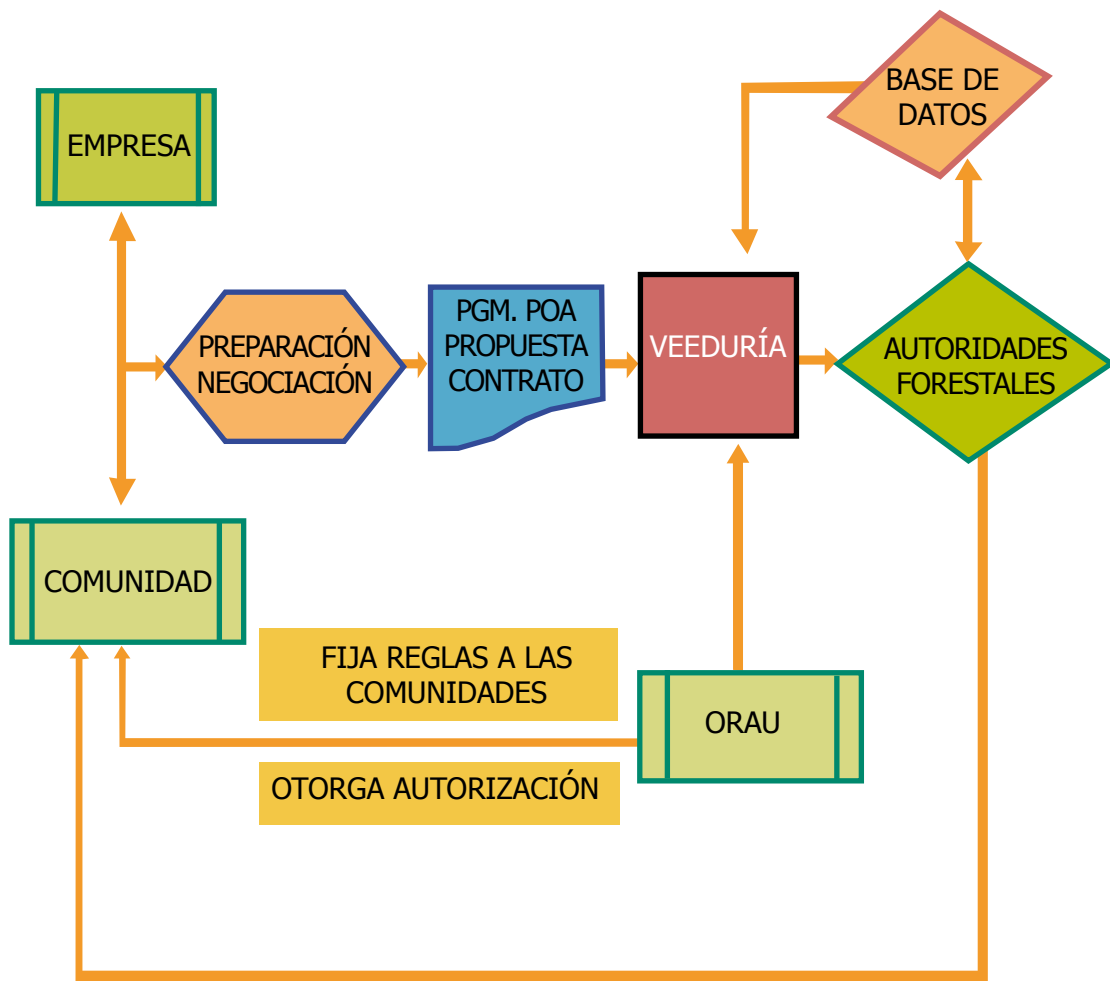 BASE DE
DATOS
EMPRESA
PREPARACIÓN
NEGOCIACIÓN
PGM. POA
PROPUESTA
CONTRATO
VEEDURÍA
AUTORIDADES
FORESTALES
COMUNIDAD
FIJA REGLAS A LAS
COMUNIDADES
ORAU
OTORGA AUTORIZACIÓN